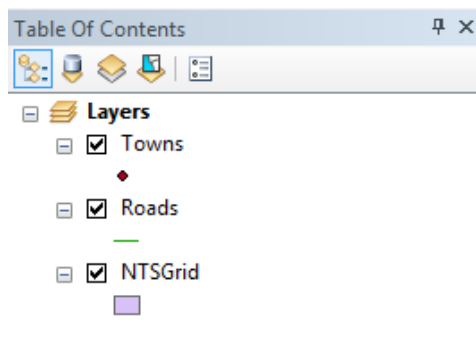 Table Of Contents
Layers
Towns
Roads
NTSGrid